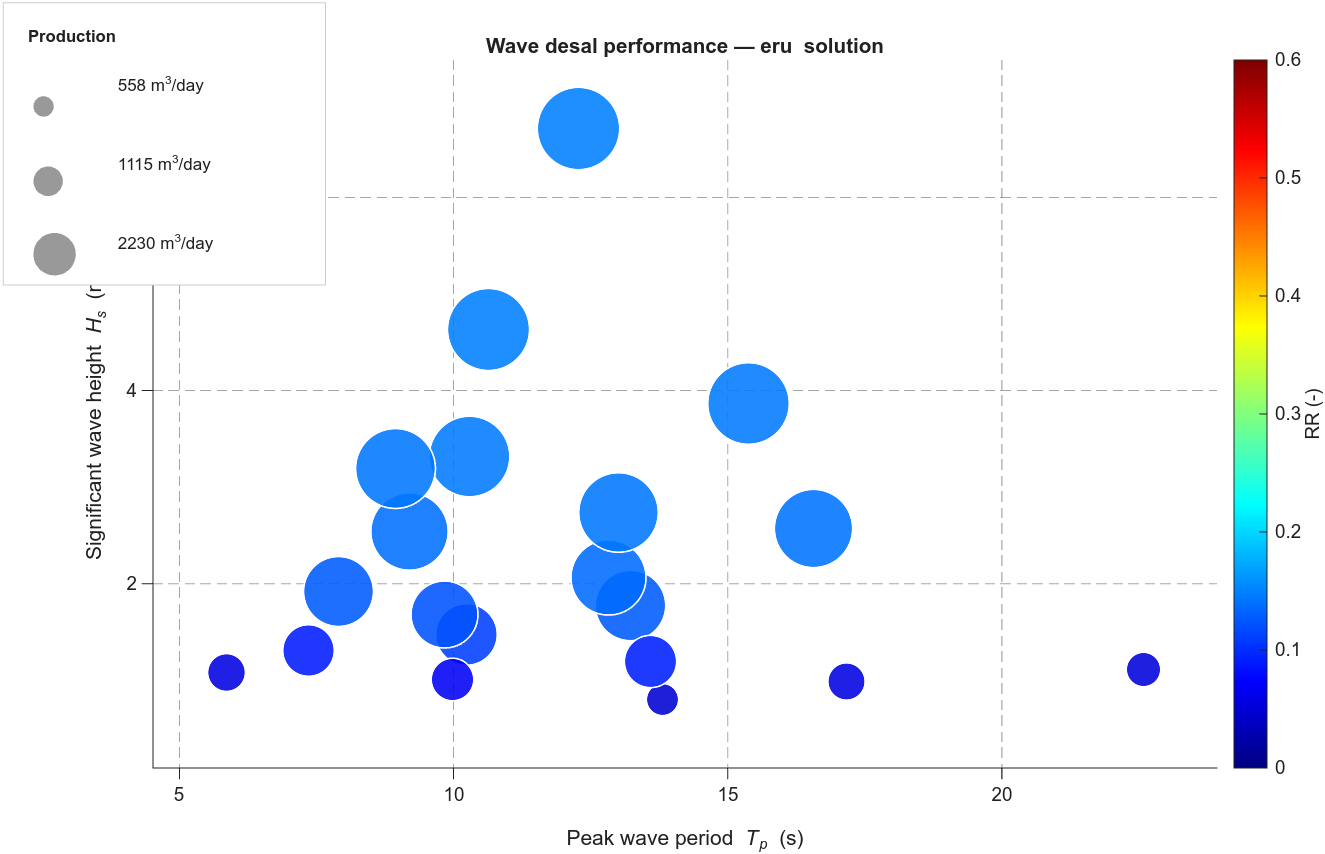 Production
558 m³/day
1115 m³/day
2230 m³/day
Wave desal performance — eru  solution
Significant wave height  Hₛ
4
2
5
10
15
20
Peak wave period  Tₚ  (s)
0.6
0.5
0.4
0.3
0.2
0.1
0
RR (-)